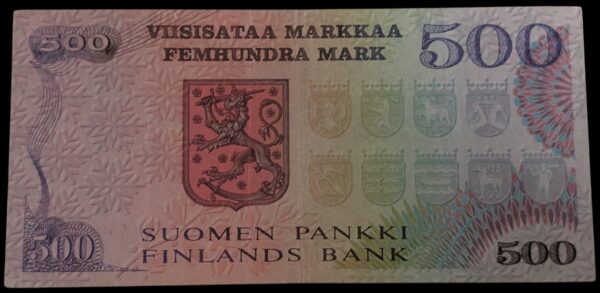 500
VIISISATAA MARKKAA
FEMHUNDRA MARK
500
500
SUOMEN PANKKI
FINLANDS BANK
500